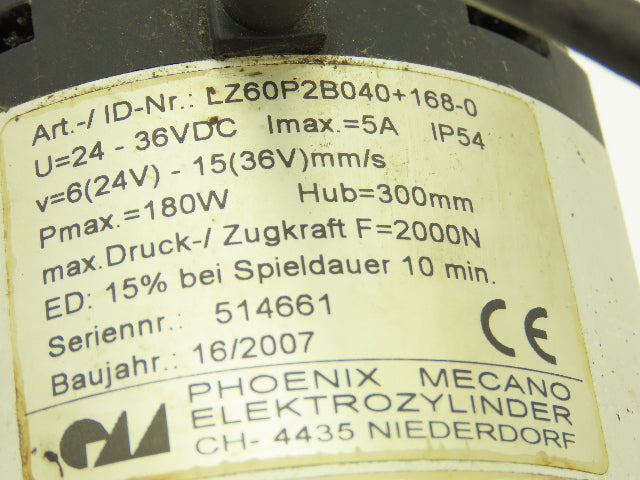 Art.-/ ID-Nr.: LZ60P2B040+168-0
U=24 - 36VDC Imax.=5A IP54
v=6(24V) - 15(36V)mm/s
Pmax.=180W Hub=300mm
max.Druck-/ Zugkraft F=2000N
ED: 15% bei Spieldauer 10 min.
Seriennr.: 514661
Baujahr.: 16/2007
CE
PHOENIX MECANO
ELEKTROZYLINDER
CH- 4435 NIEDERDORF